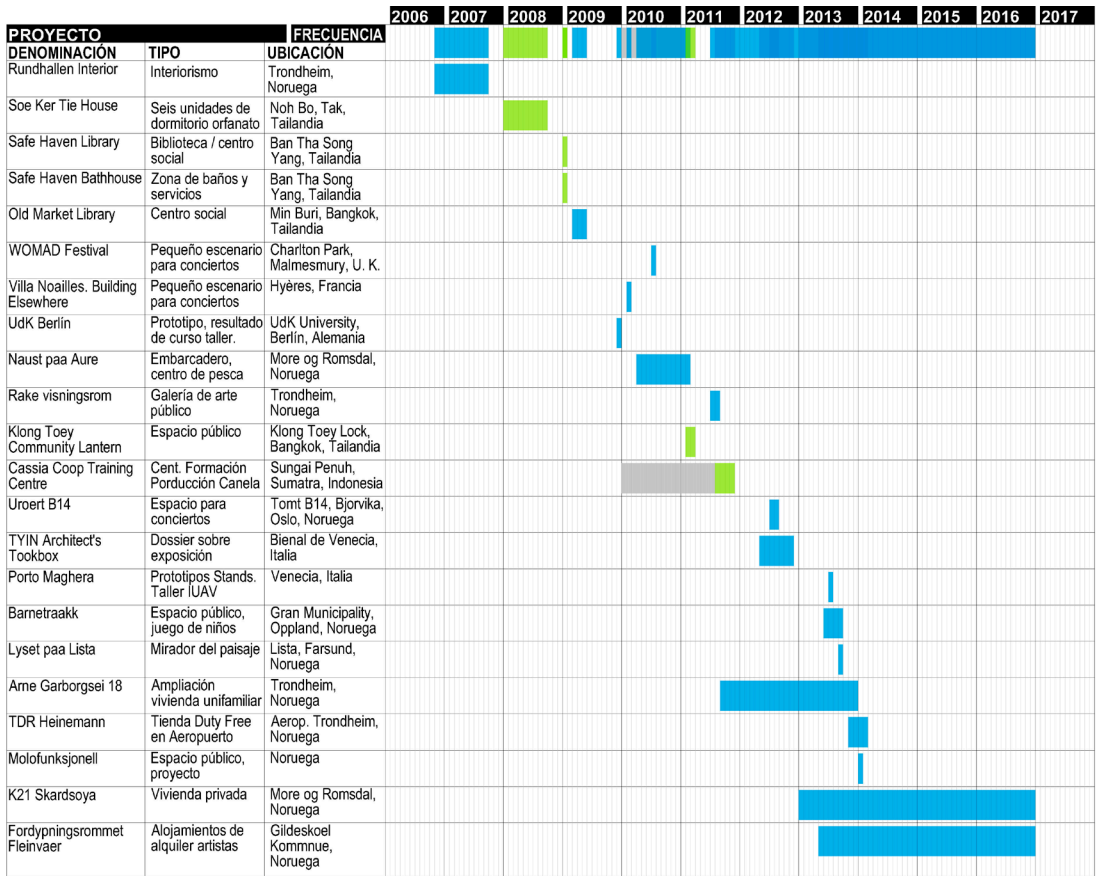 2006 2007 2008 2009 2010 2011 2012 2013 2014 2015 2016 2017
PROYECTO FRECUENCIA
DENOMINACIÓN TIPO UBICACIÓN
Rundhallen Interior Interiorismo Trondheim,
Noruega
Soe Ker Tie House Seis unidades de Noh Bo, Tak,
dormitorio orfanato Tailandia
Safe Haven Library Biblioteca / centro Ban Tha Song
social Yang, Tailandia
Safe Haven Bathhouse Zona de baños y Ban Tha Song
servicios Yang, Tailandia
Old Market Library Centro social Min Buri, Bangkok,
Tailandia
WOMAD Festival Pequeño escenario Charlton Park,
para conciertos Malmesmury, U. K.
Villa Noailles. Building Pequeño escenario Hyères, Francia
Elsewhere para conciertos
UdK Berlín Prototipo, resultado UdK University,
de curso taller. Berlín, Alemania
Naust paa Aure Embarcadero, More og Romsdal,
centro de pesca Noruega
Rake visningsrom Galería de arte Trondheim,
público Noruega
Klong Toey Espacio público Klong Toey Lock,
Community Lantern Bangkok, Tailandia
Cassia Coop Training Cent. Formación Sungai Penuh,
Centre Porducción Canela Sumatra, Indonesia
Uroert B14 Espacio para Tomt B14, Bjorvika,
conciertos Oslo, Noruega
TYIN Architect's Dossier sobre Bienal de Venecia,
Tookbox exposición Italia
Porto Maghera Prototipos Stands. Venecia, Italia
Taller IUAV
Barnetraakk Espacio público, Gran Municipality,
juego de niños Oppland, Noruega
Lyset paa Lista Mirador del paisaje Lista, Farsund,
Noruega
Arne Garborgsei 18 Ampliación Trondheim,
vivienda unifamiliar Noruega
TDR Heinemann Tienda Duty Free Aerop. Trondheim,
en Aeropuerto Noruega
Molofunksjonell Espacio público, Noruega
proyecto
K21 Skardsoya Vivienda privada More og Romsdal,
Noruega
Fordypningsrommet Alojamientos de Gildeskoel
Fleinvaer alquiler artistas Kommnue,
Noruega